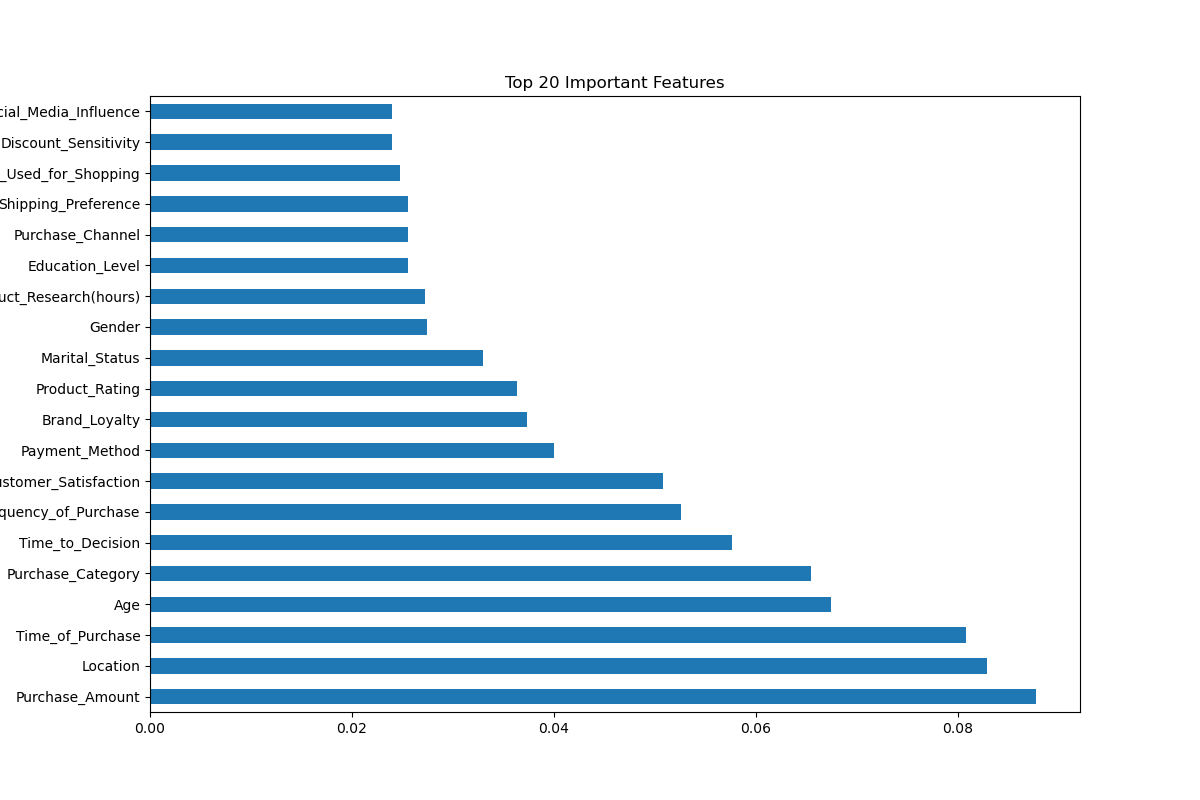 Top 20 Important Features
cial_Media_Influence
Discount_Sensitivity
_Used_for_Shopping
Shipping_Preference
Purchase_Channel
Education_Level
uct_Research(hours)
Gender
Marital_Status
Product_Rating
Brand_Loyalty
Payment_Method
ustomer_Satisfaction
quency_of_Purchase
Time_to_Decision
Purchase_Category
Age
Time_of_Purchase
Location
Purchase_Amount
0.00 0.02 0.04 0.06 0.08